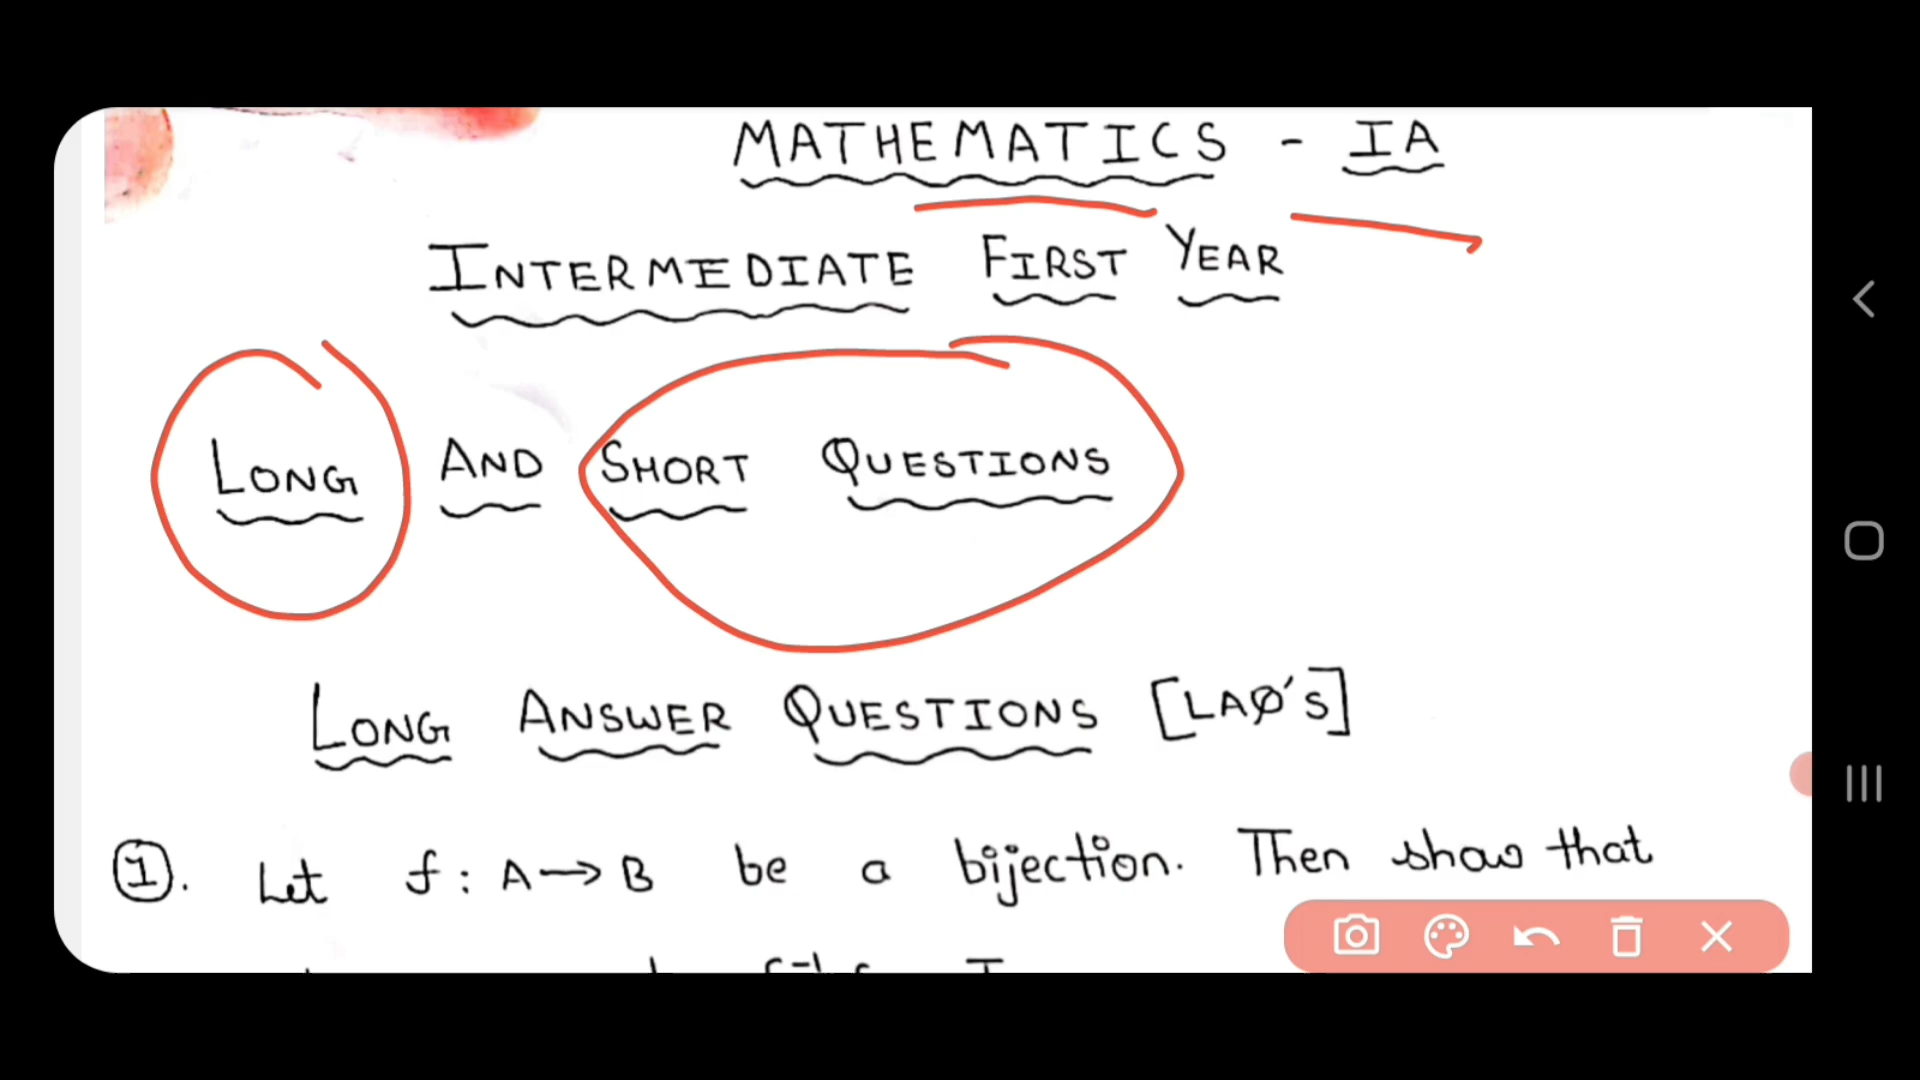 MATHEMATICS - IA
INTERMEDIATE FIRST YEAR
LONG AND SHORT QUESTIONS
LONG ANSWER QUESTIONS [LAQ'S]
①. Let f : A → B be a bijection. Then show that